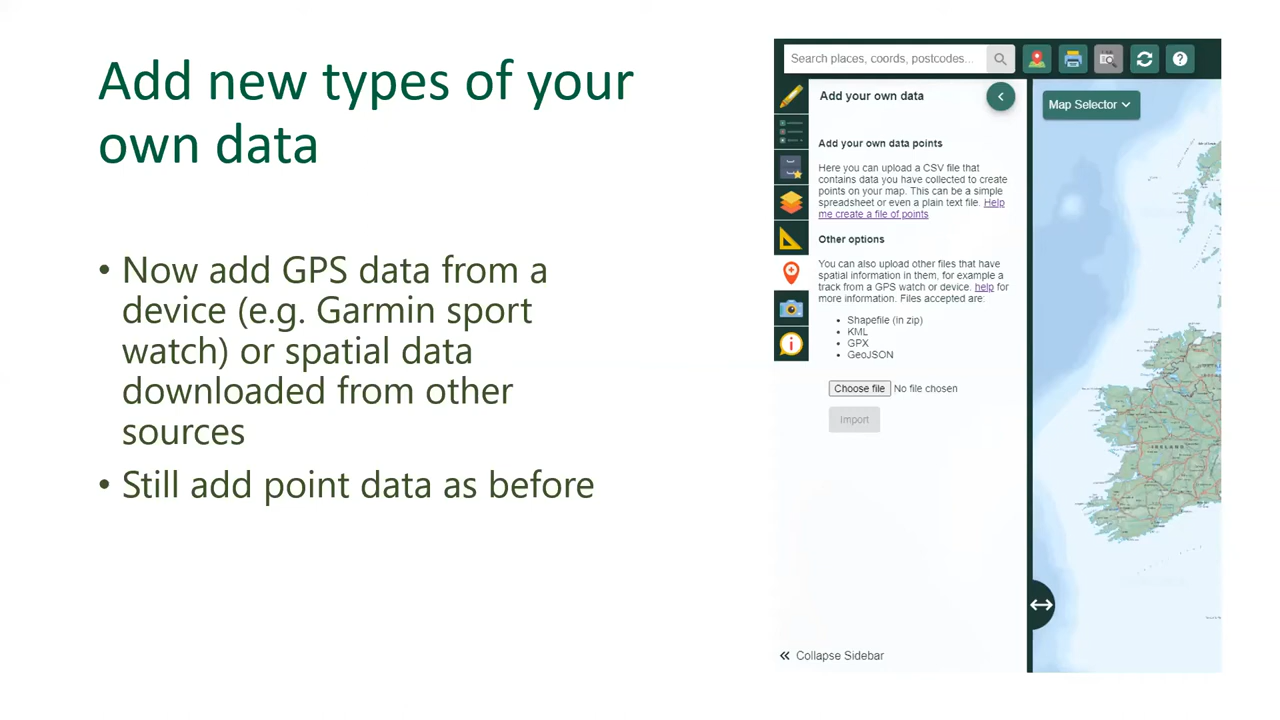 Add new types of your
own data
• Now add GPS data from a
device (e.g. Garmin sport
watch) or spatial data
downloaded from other
sources
• Still add point data as before
Search places, coords, postcodes...
Add your own data
Map Selector
Add your own data points
Here you can upload a CSV file that
contains data you have collected to create
points on your map. This can be a simple
spreadsheet or even a plain text file. Help
me create a file of points
Other options
You can also upload other files that have
spatial information in them, for example a
track from a GPS watch or device. help for
more information. Files accepted are:
• Shapefile (in zip)
• KML
• GPX
• GeoJSON
Choose file No file chosen
Import
IRELAND
Collapse Sidebar